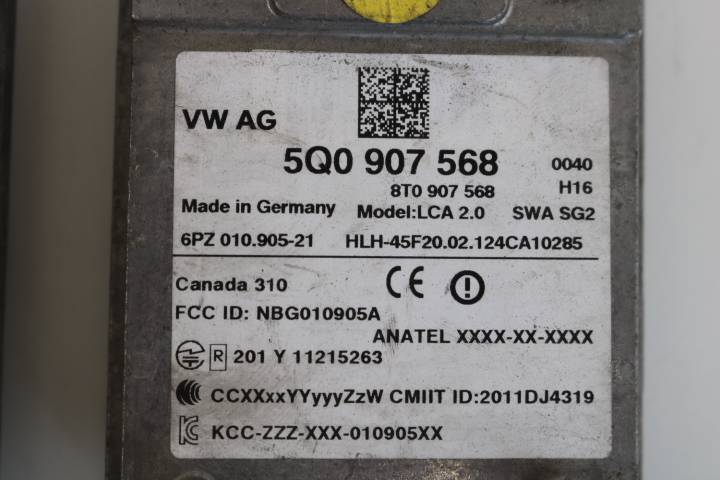 VW AG
5Q0 907 568 0040
8T0 907 568 H16
Made in Germany Model:LCA 2.0 SWA SG2
6PZ 010.905-21 HLH-45F20.02.124CA10285
Canada 310 CE
FCC ID: NBG010905A
ANATEL XXXX-XX-XXXX
R 201 Y 11215263
CCXXxxYYyyyZzW CMIIT ID:2011DJ4319
KCC-ZZZ-XXX-010905XX